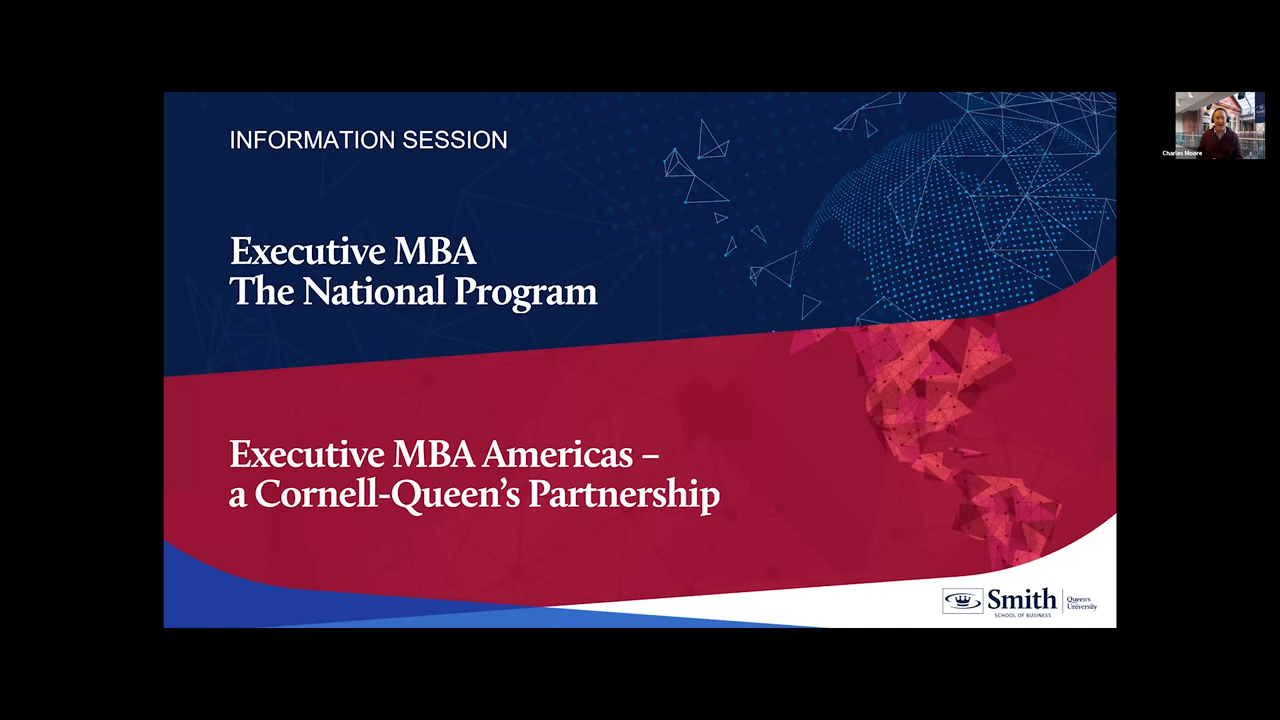 INFORMATION SESSION
Executive MBA
The National Program
Executive MBA Americas –
a Cornell-Queen's Partnership
Smith
SCHOOL OF BUSINESS
Queen's
University
Charles Moore